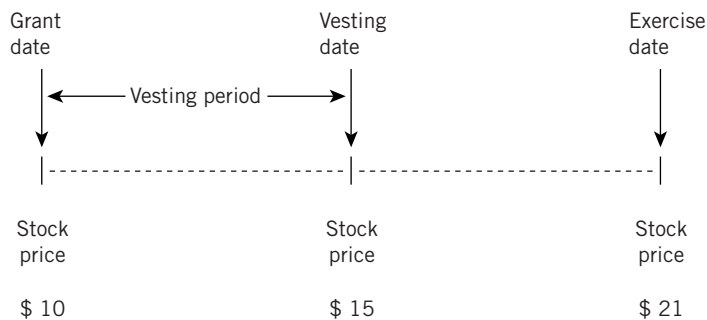 Grant
date
Vesting
date
Exercise
date
Vesting period
Stock
price
Stock
price
Stock
price
$ 10
$ 15
$ 21